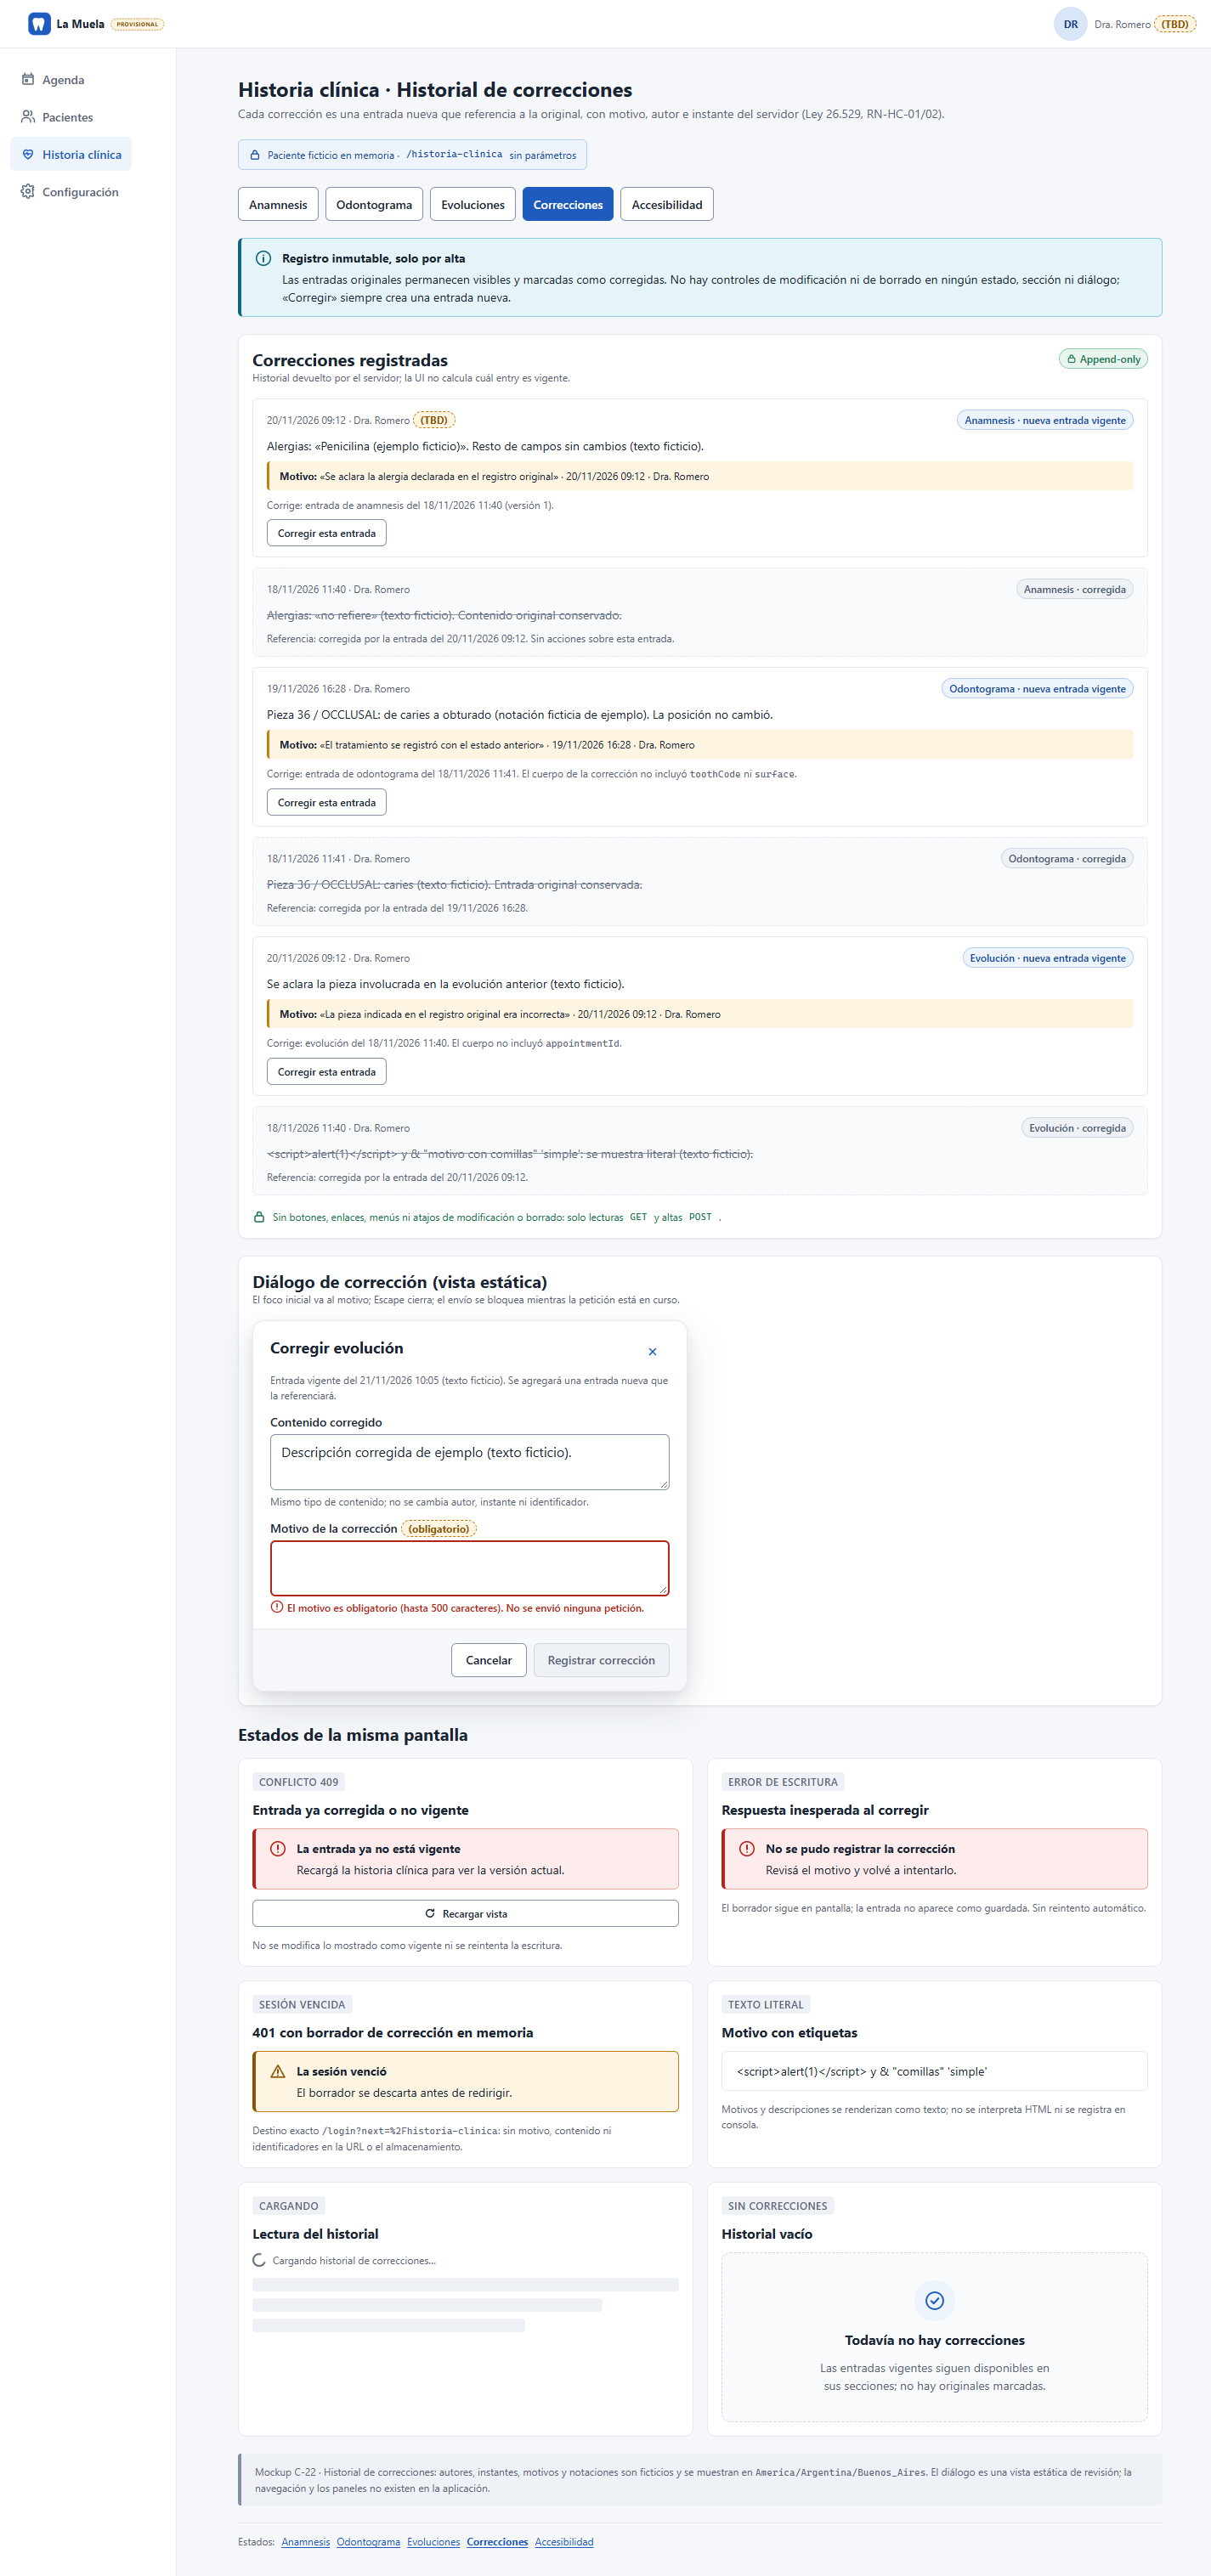 La Muela PROVISIONAL
DR Dra. Romero (TBD)
Agenda
Pacientes
Historia clínica
Configuración
Historia clínica · Historial de correcciones
Cada corrección es una entrada nueva que referencia a la original, con motivo, autor e instante del servidor (Ley 26.529, RN-HC-01/02).
Paciente ficticio en memoria · /historia-clinica sin parámetros
Anamnesis Odontograma Evoluciones Correcciones Accesibilidad
Registro inmutable, solo por alta
Las entradas originales permanecen visibles y marcadas como corregidas. No hay controles de modificación ni de borrado en ningún estado, sección ni diálogo;
«Corregir» siempre crea una entrada nueva.
Correcciones registradas
Append-only
Historial devuelto por el servidor; la UI no calcula cuál entry es vigente.
20/11/2026 09:12 · Dra. Romero (TBD)
Anamnesis · nueva entrada vigente
Alergias: «Penicilina (ejemplo ficticio)». Resto de campos sin cambios (texto ficticio).
Motivo: «Se aclara la alergia declarada en el registro original» · 20/11/2026 09:12 · Dra. Romero
Corrige: entrada de anamnesis del 18/11/2026 11:40 (versión 1).
Corregir esta entrada
18/11/2026 11:40 · Dra. Romero
Anamnesis · corregida
Alergias: «no refiere» (texto ficticio). Contenido original conservado.
Referencia: corregida por la entrada del 20/11/2026 09:12. Sin acciones sobre esta entrada.
19/11/2026 16:28 · Dra. Romero
Odontograma · nueva entrada vigente
Pieza 36 / OCCLUSAL: de caries a obturado (notación ficticia de ejemplo). La posición no cambió.
Motivo: «El tratamiento se registró con el estado anterior» · 19/11/2026 16:28 · Dra. Romero
Corrige: entrada de odontograma del 18/11/2026 11:41. El cuerpo de la corrección no incluyó toothCode ni surface.
Corregir esta entrada
18/11/2026 11:41 · Dra. Romero
Odontograma · corregida
Pieza 36 / OCCLUSAL: caries (texto ficticio). Entrada original conservada.
Referencia: corregida por la entrada del 19/11/2026 16:28.
20/11/2026 09:12 · Dra. Romero
Evolución · nueva entrada vigente
Se aclara la pieza involucrada en la evolución anterior (texto ficticio).
Motivo: «La pieza indicada en el registro original era incorrecta» · 20/11/2026 09:12 · Dra. Romero
Corrige: evolución del 18/11/2026 11:40. El cuerpo no incluyó appointmentId.
Corregir esta entrada
18/11/2026 11:40 · Dra. Romero
Evolución · corregida
<script>alert(1)</script> y & "motivo con comillas" 'simple': se muestra literal (texto ficticio).
Referencia: corregida por la entrada del 20/11/2026 09:12.
Sin botones, enlaces, menús ni atajos de modificación o borrado: solo lecturas GET y altas POST .
Diálogo de corrección (vista estática)
El foco inicial va al motivo; Escape cierra; el envío se bloquea mientras la petición está en curso.
Corregir evolución
Entrada vigente del 21/11/2026 10:05 (texto ficticio). Se agregará una entrada nueva que
la referenciará.
Contenido corregido
Descripción corregida de ejemplo (texto ficticio).
Mismo tipo de contenido; no se cambia autor, instante ni identificador.
Motivo de la corrección (obligatorio)
El motivo es obligatorio (hasta 500 caracteres). No se envió ninguna petición.
Cancelar Registrar corrección
Estados de la misma pantalla
CONFLICTO 409
Entrada ya corregida o no vigente
La entrada ya no está vigente
Recargá la historia clínica para ver la versión actual.
Recargar vista
No se modifica lo mostrado como vigente ni se reintenta la escritura.
ERROR DE ESCRITURA
Respuesta inesperada al corregir
No se pudo registrar la corrección
Revisá el motivo y volvé a intentarlo.
El borrador sigue en pantalla; la entrada no aparece como guardada. Sin reintento automático.
SESIÓN VENCIDA
401 con borrador de corrección en memoria
La sesión venció
El borrador se descarta antes de redirigir.
Destino exacto /login?next=%2Fhistoria-clinica: sin motivo, contenido ni
identificadores en la URL o el almacenamiento.
TEXTO LITERAL
Motivo con etiquetas
<script>alert(1)</script> y & "comillas" 'simple'
Motivos y descripciones se renderizan como texto; no se interpreta HTML ni se registra en
consola.
CARGANDO
Lectura del historial
Cargando historial de correcciones...
SIN CORRECCIONES
Historial vacío
Todavía no hay correcciones
Las entradas vigentes siguen disponibles en
sus secciones; no hay originales marcadas.
Mockup C-22 · Historial de correcciones: autores, instantes, motivos y notaciones son ficticios y se muestran en America/Argentina/Buenos_Aires. El diálogo es una vista estática de revisión; la
navegación y los paneles no existen en la aplicación.
Estados: Anamnesis Odontograma Evoluciones Correcciones Accesibilidad